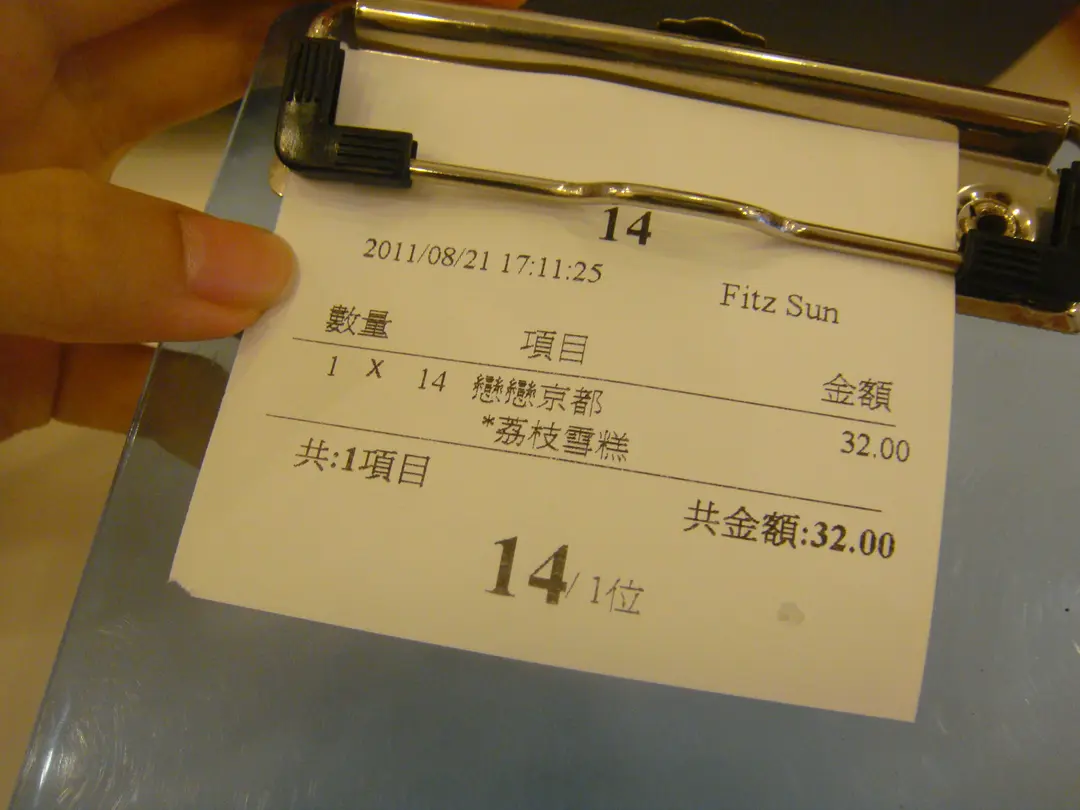 14
2011/08/21 17:11:25
Fitz Sun
數量 項目 金額
1 x 14 戀戀京都
*荔枝雪糕 32.00
共:1項目
共金額:32.00
14/ 1位